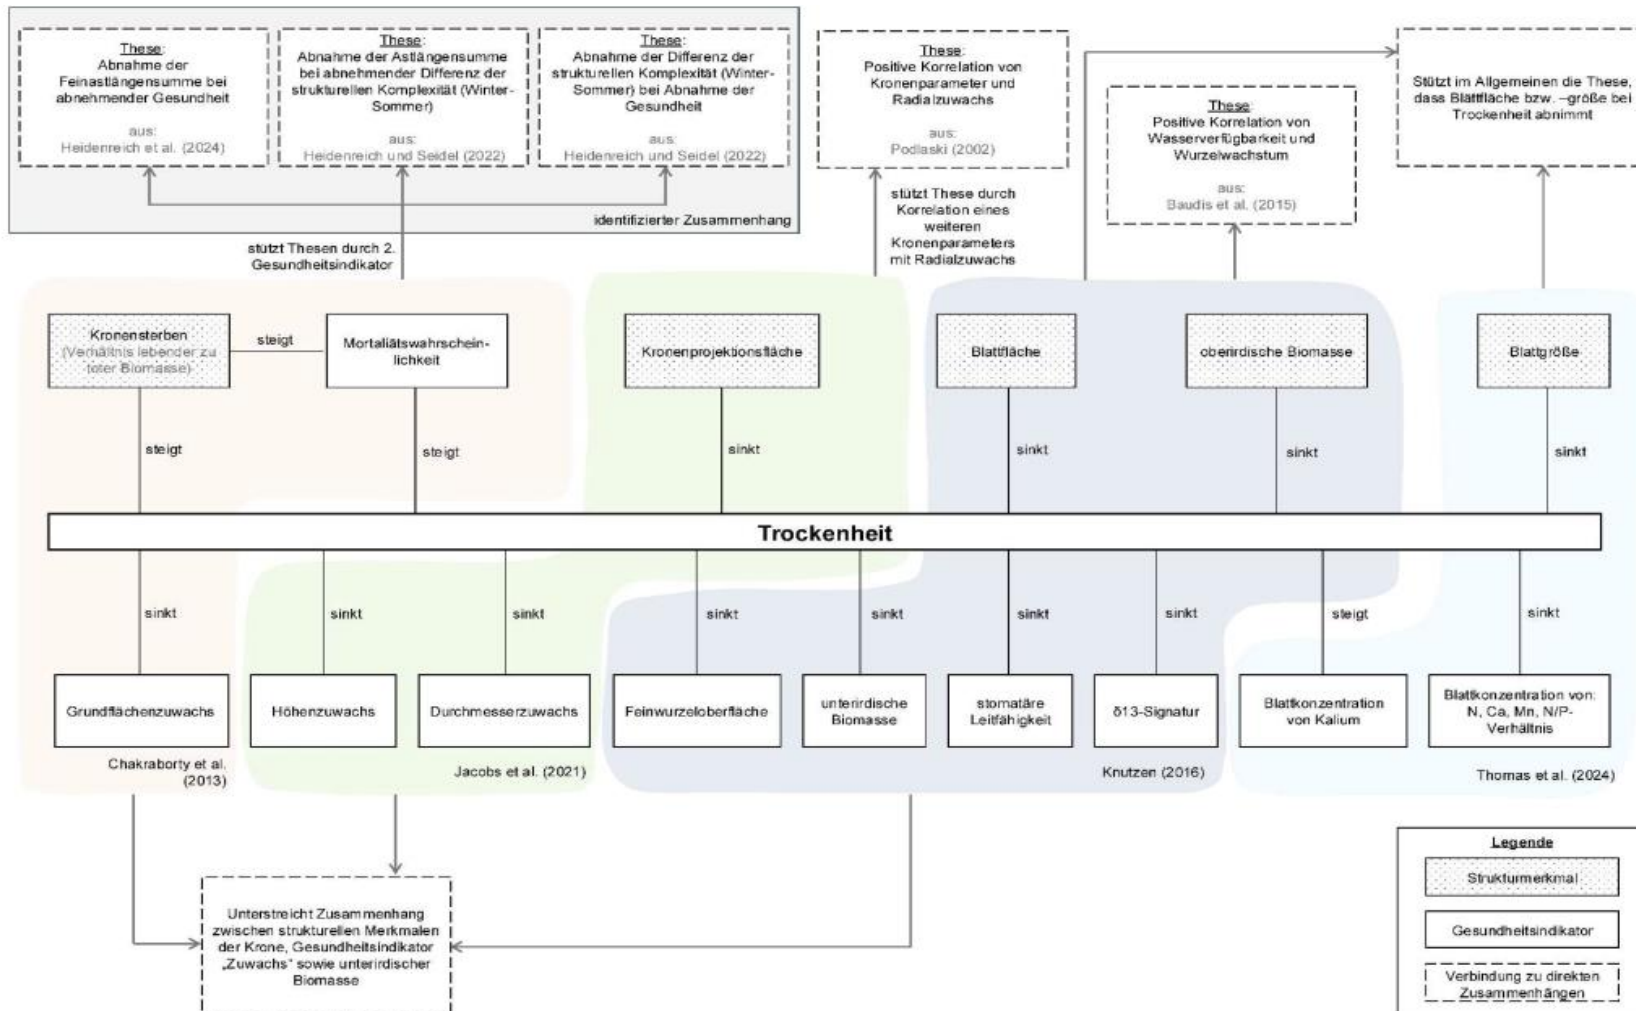 These:
Abnahme der
Feinastlängensumme bei
abnehmender Gesundheit
aus:
Heidenreich et al. (2024)
These:
Abnahme der Astlängensumme
bei abnehmender Differenz der
strukturellen Komplexität (Winter-
Sommer)
aus:
Heidenreich und Seidel (2022)
These:
Abnahme der Differenz der
strukturellen Komplexität (Winter-
Sommer) bei Abnahme der
Gesundheit
aus:
Heidenreich und Seidel (2022)
identifizierter Zusammenhang
These:
Positive Korrelation von
Kronenparameter und
Radialzuwachs
aus:
Podlaski (2002)
These:
Positive Korrelation von
Wasserverfügbarkeit und
Wurzelwachstum
aus:
Baudis et al. (2015)
Stützt im Allgemeinen die These,
dass Blattfläche bzw. –größe bei
Trockenheit abnimmt
stützt Thesen durch 2.
Gesundheitsindikator
stützt These durch
Korrelation eines
weiteren
Kronenparameters
mit Radialzuwachs
Kronensterben
(Verhältnis lebender zu
toter Biomasse)
steigt
Mortaliätswahrschein-
lichkeit
Kronenprojektionsfläche
Blattfläche
oberirdische Biomasse
Blattgröße
steigt
steigt
sinkt
sinkt
sinkt
sinkt
Trockenheit
sinkt
sinkt
sinkt
sinkt
sinkt
sinkt
sinkt
steigt
sinkt
Grundflächenzuwachs
Höhenzuwachs
Durchmesserzuwachs
Feinwurzeloberfläche
unterirdische
Biomasse
stomatäre
Leitfähigkeit
δ13-Signatur
Blattkonzentration
von Kalium
Blattkonzentration von:
N, Ca, Mn, N/P-
Verhältnis
Chakraborty et al.
(2013)
Jacobs et al. (2021)
Knutzen (2016)
Thomas et al. (2024)
Unterstreicht Zusammenhang
zwischen strukturellen Merkmalen
der Krone, Gesundheitsindikator
„Zuwachs" sowie unterirdischer
Biomasse
Legende
Strukturmerkmal
Gesundheitsindikator
Verbindung zu direkten
Zusammenhängen